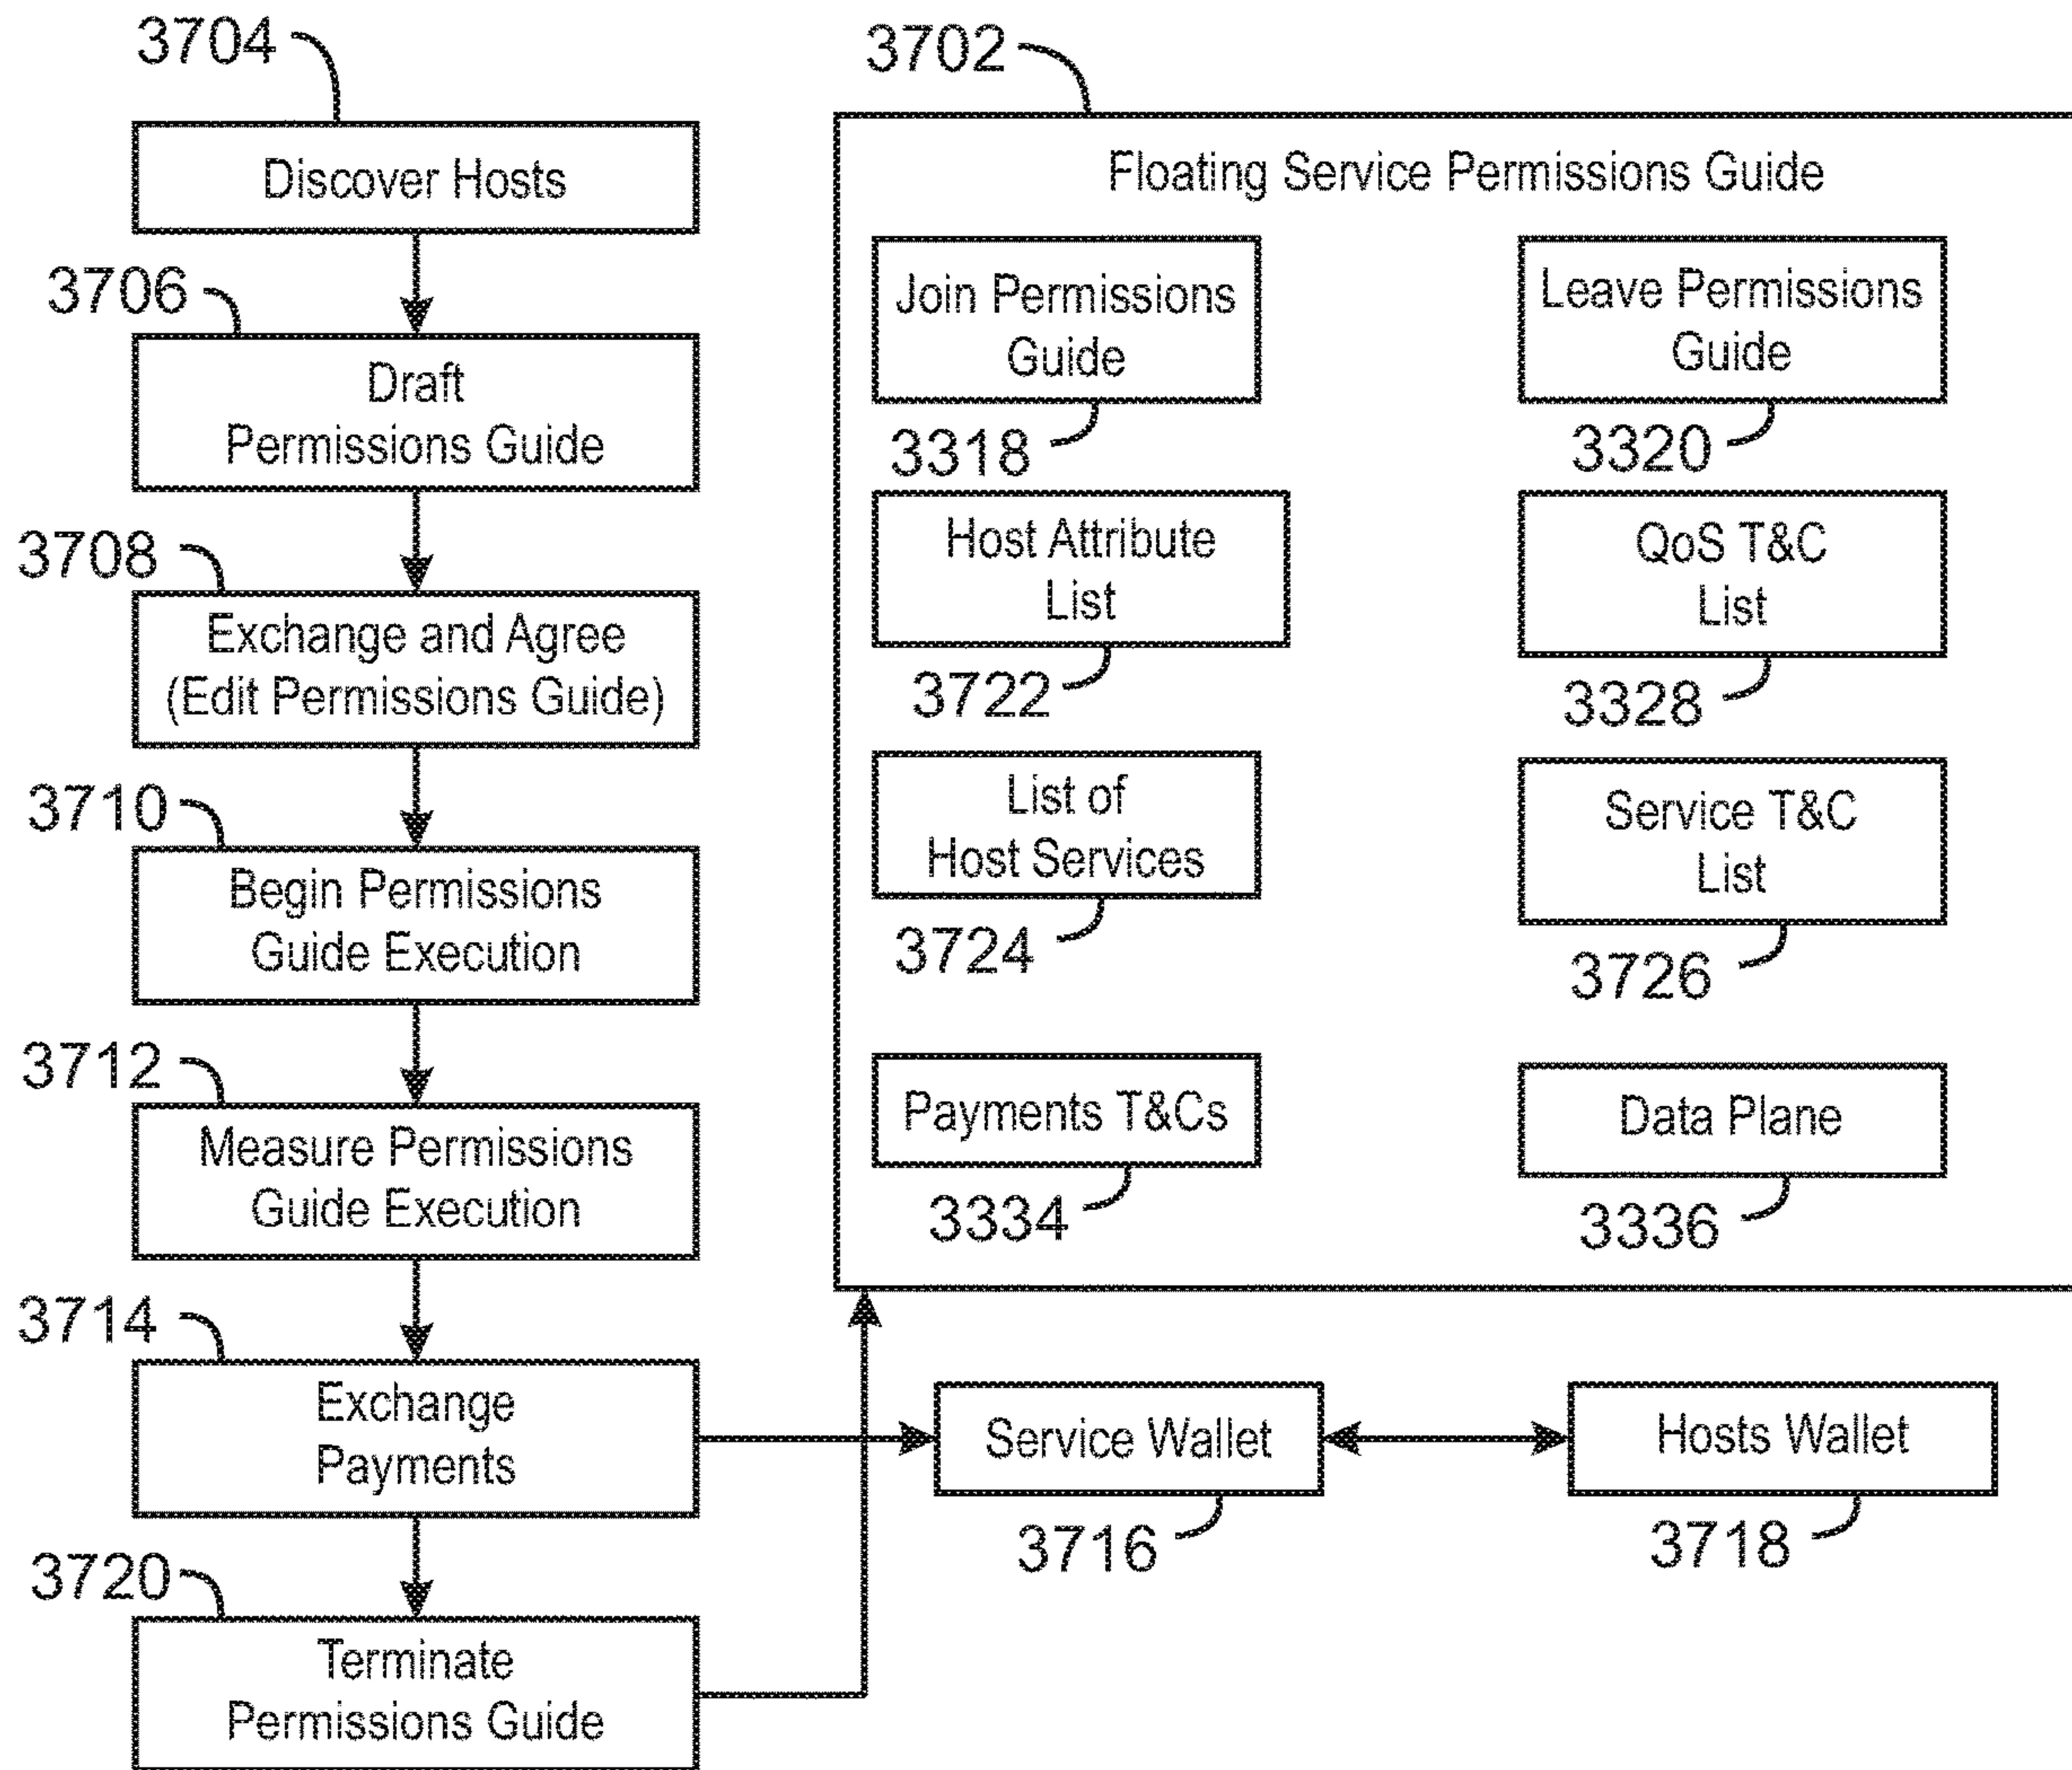 3704
Discover Hosts
3706
Draft
Permissions Guide
3708
Exchange and Agree
(Edit Permissions Guide)
3710
Begin Permissions
Guide Execution
3712
Measure Permissions
Guide Execution
3714
Exchange
Payments
3720
Terminate
Permissions Guide
3702
Floating Service Permissions Guide
Join Permissions
Guide
3318
Leave Permissions
Guide
3320
Host Attribute
List
3722
QoS T&C
List
3328
List of
Host Services
3724
Service T&C
List
3726
Payments T&Cs
3334
Data Plane
3336
Service Wallet
3716
Hosts Wallet
3718